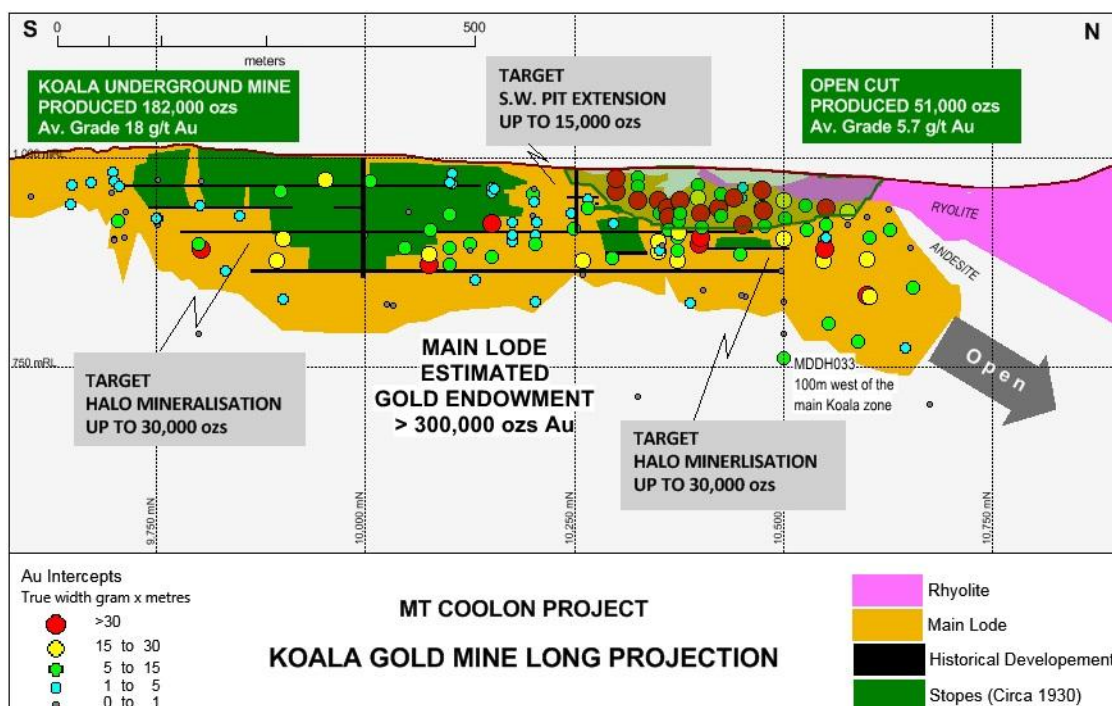 S
N
0
500
meters
KOALA UNDERGROUND MINE
PRODUCED 182,000 ozs
Av. Grade 18 g/t Au
TARGET
S.W. PIT EXTENSION
UP TO 15,000 ozs
OPEN CUT
PRODUCED 51,000 ozs
Av. Grade 5.7 g/t Au
1,000 mRL
RYOLITE
ANDESITE
750 mRL
TARGET
HALO MINERALISATION
UP TO 30,000 ozs
MAIN LODE
ESTIMATED
GOLD ENDOWMENT
> 300,000 ozs Au
MDDH033
100m west of the
main Koala zone
Open
TARGET
HALO MINERLISATION
UP TO 30,000 ozs
9,750 mN
10,000 mN
10,250 mN
10,500 mN
10,750 mN
Au Intercepts
True width gram x metres
>30
15 to 30
5 to 15
1 to 5
0 to 1
MT COOLON PROJECT
KOALA GOLD MINE LONG PROJECTION
Rhyolite
Main Lode
Historical Developement
Stopes (Circa 1930)